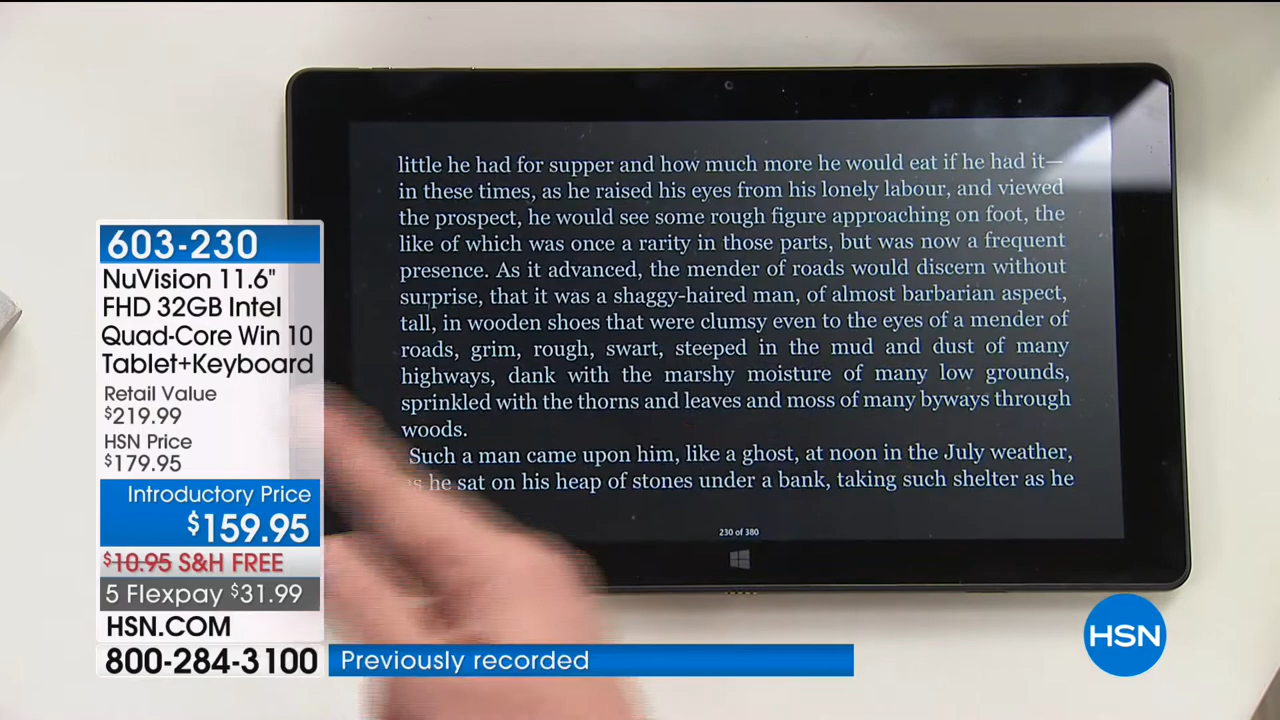 603-230
NuVision 11.6"
FHD 32GB Intel
Quad-Core Win 10
Tablet+Keyboard
Retail Value
$219.99
HSN Price
$179.95
Introductory Price
$159.95
$10.95 S&H FREE
5 Flexpay $31.99
HSN.COM
800-284-3100
Previously recorded
little he had for supper and how much more he would eat if he had it—
in these times, as he raised his eyes from his lonely labour, and viewed
the prospect, he would see some rough figure approaching on foot, the
like of which was once a rarity in those parts, but was now a frequent
presence. As it advanced, the mender of roads would discern without
surprise, that it was a shaggy-haired man, of almost barbarian aspect,
tall, in wooden shoes that were clumsy even to the eyes of a mender of
roads, grim, rough, swart, steeped in the mud and dust of many
highways, dank with the marshy moisture of many low grounds,
sprinkled with the thorns and leaves and moss of many byways through
woods.
Such a man came upon him, like a ghost, at noon in the July weather,
as he sat on his heap of stones under a bank, taking such shelter as he
230 of 380
HSN